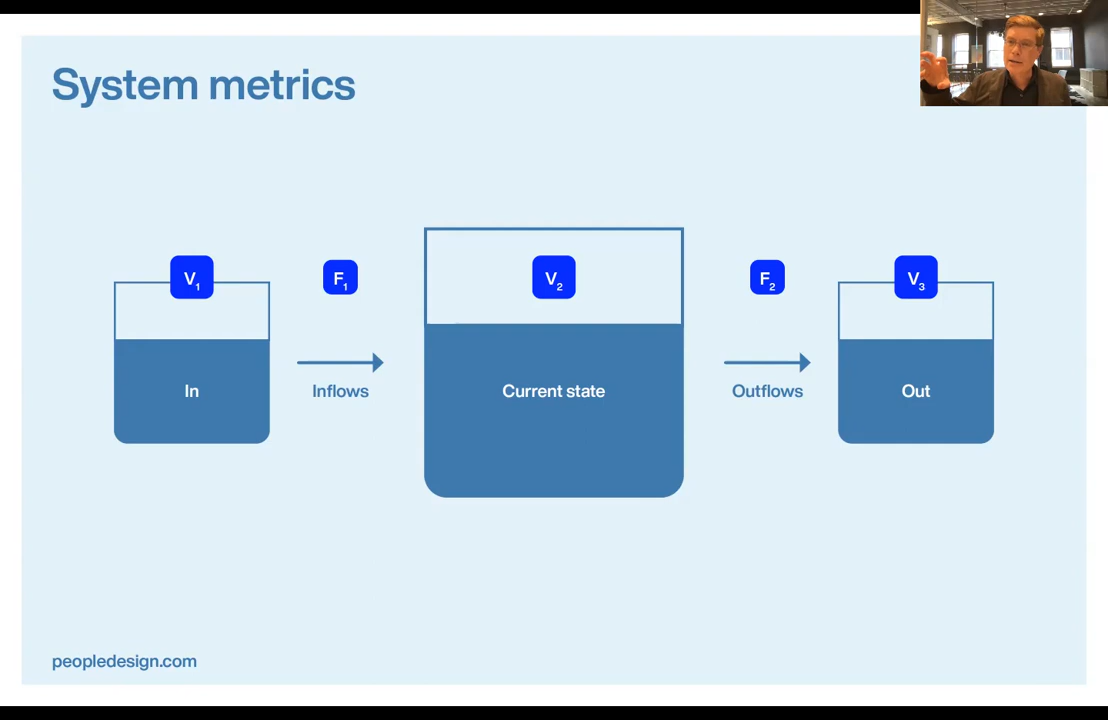 System metrics
V₁
F₁
V₂
F₂
V₃
In
Inflows
Current state
Outflows
Out
peopledesign.com